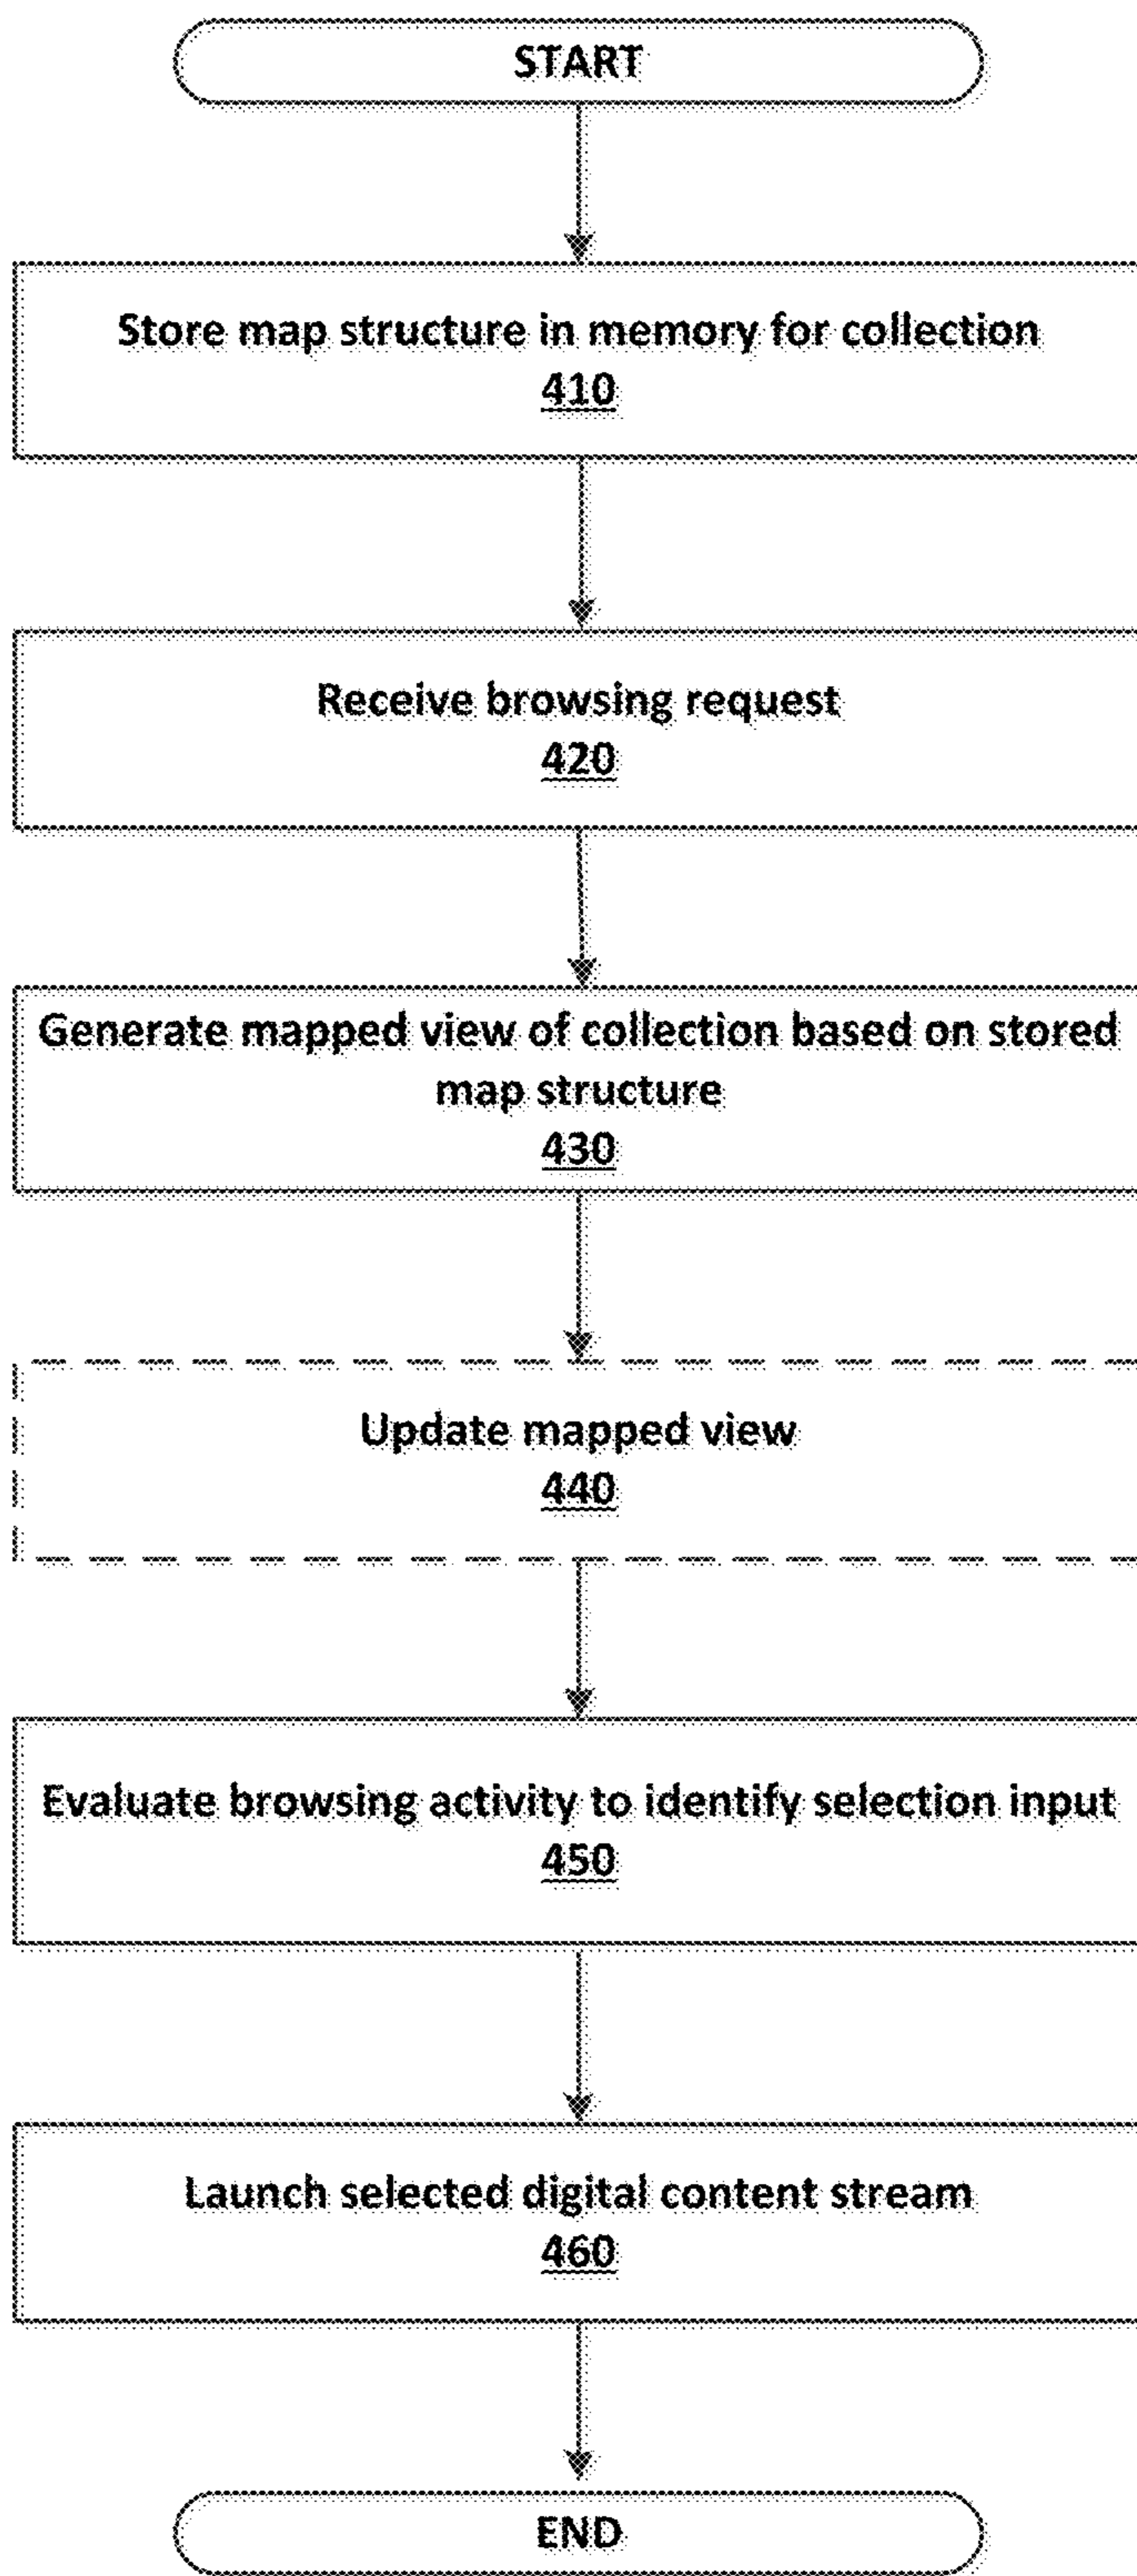 START
Store map structure in memory for collection
410
Receive browsing request
420
Generate mapped view of collection based on stored
map structure
430
Update mapped view
440
Evaluate browsing activity to identify selection input
450
Launch selected digital content stream
460
END